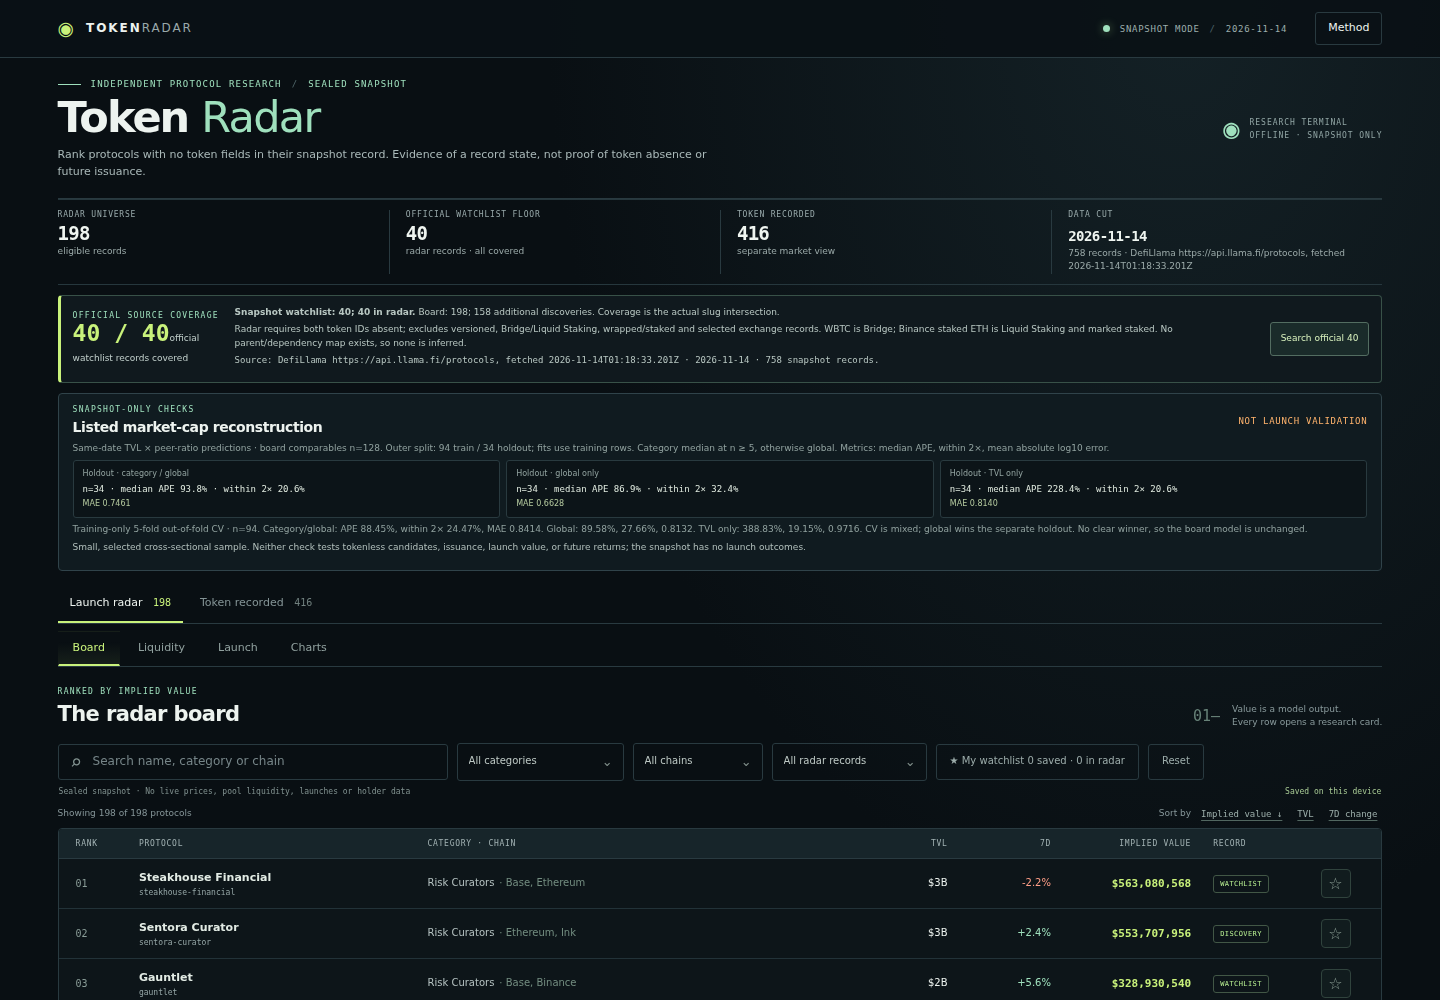 TOKENRADAR
SNAPSHOT MODE / 2026-11-14
Method
INDEPENDENT PROTOCOL RESEARCH / SEALED SNAPSHOT
Token Radar
Rank protocols with no token fields in their snapshot record. Evidence of a record state, not proof of token absence or
future issuance.
RESEARCH TERMINAL
OFFLINE · SNAPSHOT ONLY
RADAR UNIVERSE
198
eligible records
OFFICIAL WATCHLIST FLOOR
40
radar records · all covered
TOKEN RECORDED
416
separate market view
DATA CUT
2026-11-14
758 records · DefiLlama https://api.llama.fi/protocols, fetched
2026-11-14T01:18:33.201Z
OFFICIAL SOURCE COVERAGE
40 / 40 official
watchlist records covered
Snapshot watchlist: 40; 40 in radar. Board: 198; 158 additional discoveries. Coverage is the actual slug intersection.
Radar requires both token IDs absent; excludes versioned, Bridge/Liquid Staking, wrapped/staked and selected exchange records. WBTC is Bridge; Binance staked ETH is Liquid Staking and marked staked. No
parent/dependency map exists, so none is inferred.
Source: DefiLlama https://api.llama.fi/protocols, fetched 2026-11-14T01:18:33.201Z · 2026-11-14 · 758 snapshot records.
Search official 40
SNAPSHOT-ONLY CHECKS
Listed market-cap reconstruction
NOT LAUNCH VALIDATION
Same-date TVL × peer-ratio predictions · board comparables n=128. Outer split: 94 train / 34 holdout; fits use training rows. Category median at n ≥ 5, otherwise global. Metrics: median APE, within 2×, mean absolute log10 error.
Holdout · category / global
n=34 · median APE 93.8% · within 2× 20.6%
MAE 0.7461
Holdout · global only
n=34 · median APE 86.9% · within 2× 32.4%
MAE 0.6628
Holdout · TVL only
n=34 · median APE 228.4% · within 2× 20.6%
MAE 0.8140
Training-only 5-fold out-of-fold CV · n=94. Category/global: APE 88.45%, within 2× 24.47%, MAE 0.8414. Global: 89.58%, 27.66%, 0.8132. TVL only: 388.83%, 19.15%, 0.9716. CV is mixed; global wins the separate holdout. No clear winner, so the board model is unchanged.
Small, selected cross-sectional sample. Neither check tests tokenless candidates, issuance, launch value, or future returns; the snapshot has no launch outcomes.
Launch radar 198
Token recorded 416
Board
Liquidity
Launch
Charts
RANKED BY IMPLIED VALUE
The radar board
01—
Value is a model output.
Every row opens a research card.
Search name, category or chain
All categories
All chains
All radar records
★ My watchlist 0 saved · 0 in radar
Reset
Sealed snapshot · No live prices, pool liquidity, launches or holder data
Saved on this device
Showing 198 of 198 protocols
Sort by Implied value ↓ TVL 7D change
RANK PROTOCOL CATEGORY · CHAIN TVL 7D IMPLIED VALUE RECORD
01 Steakhouse Financial Risk Curators · Base, Ethereum $3B -2.2% $563,080,568 WATCHLIST ☆
steakhouse-financial
02 Sentora Curator Risk Curators · Ethereum, Ink $3B +2.4% $553,707,956 DISCOVERY ☆
sentora-curator
03 Gauntlet Risk Curators · Base, Binance $2B +5.6% $328,930,540 WATCHLIST ☆
gauntlet